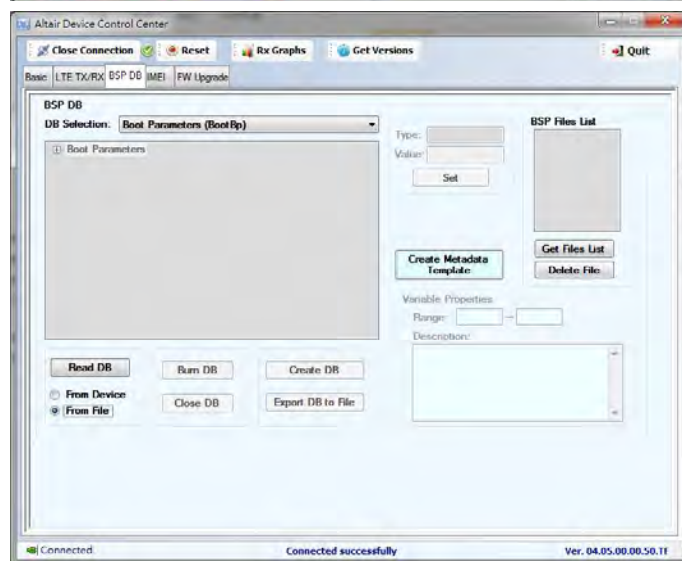 Altair Device Control Center
Close Connection Reset Rx Graphs Get Versions Quit
Basic LTE TX/RX BSP DB IMEI FW Upgrade
BSP DB
DB Selection: Boot Parameters (BootBp)
BSP Files List
Boot Parameters
Type:
Value:
Set
Get Files List
Create Metadata Template
Delete File
Variable Properties
Range: –
Description:
Read DB Burn DB Create DB
From Device
From File
Close DB Export DB to File
Connected Connected successfully Ver. 04.05.00.00.50.TF